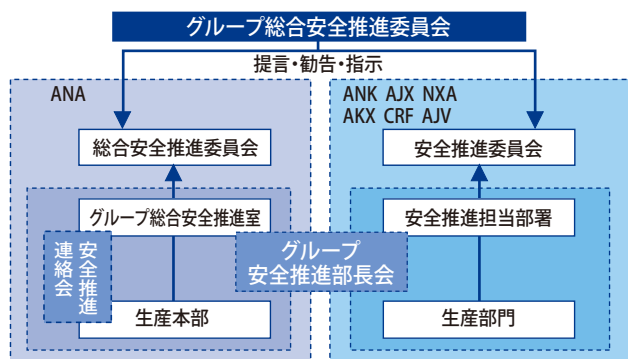 グループ総合安全推進委員会
提言・勧告・指示
ANA
総合安全推進委員会
グループ総合安全推進室
安全推進
連絡会
生産本部
グループ
安全推進部長会
ANK AJX NXA
AKX CRF AJV
安全推進委員会
安全推進担当部署
生産部門